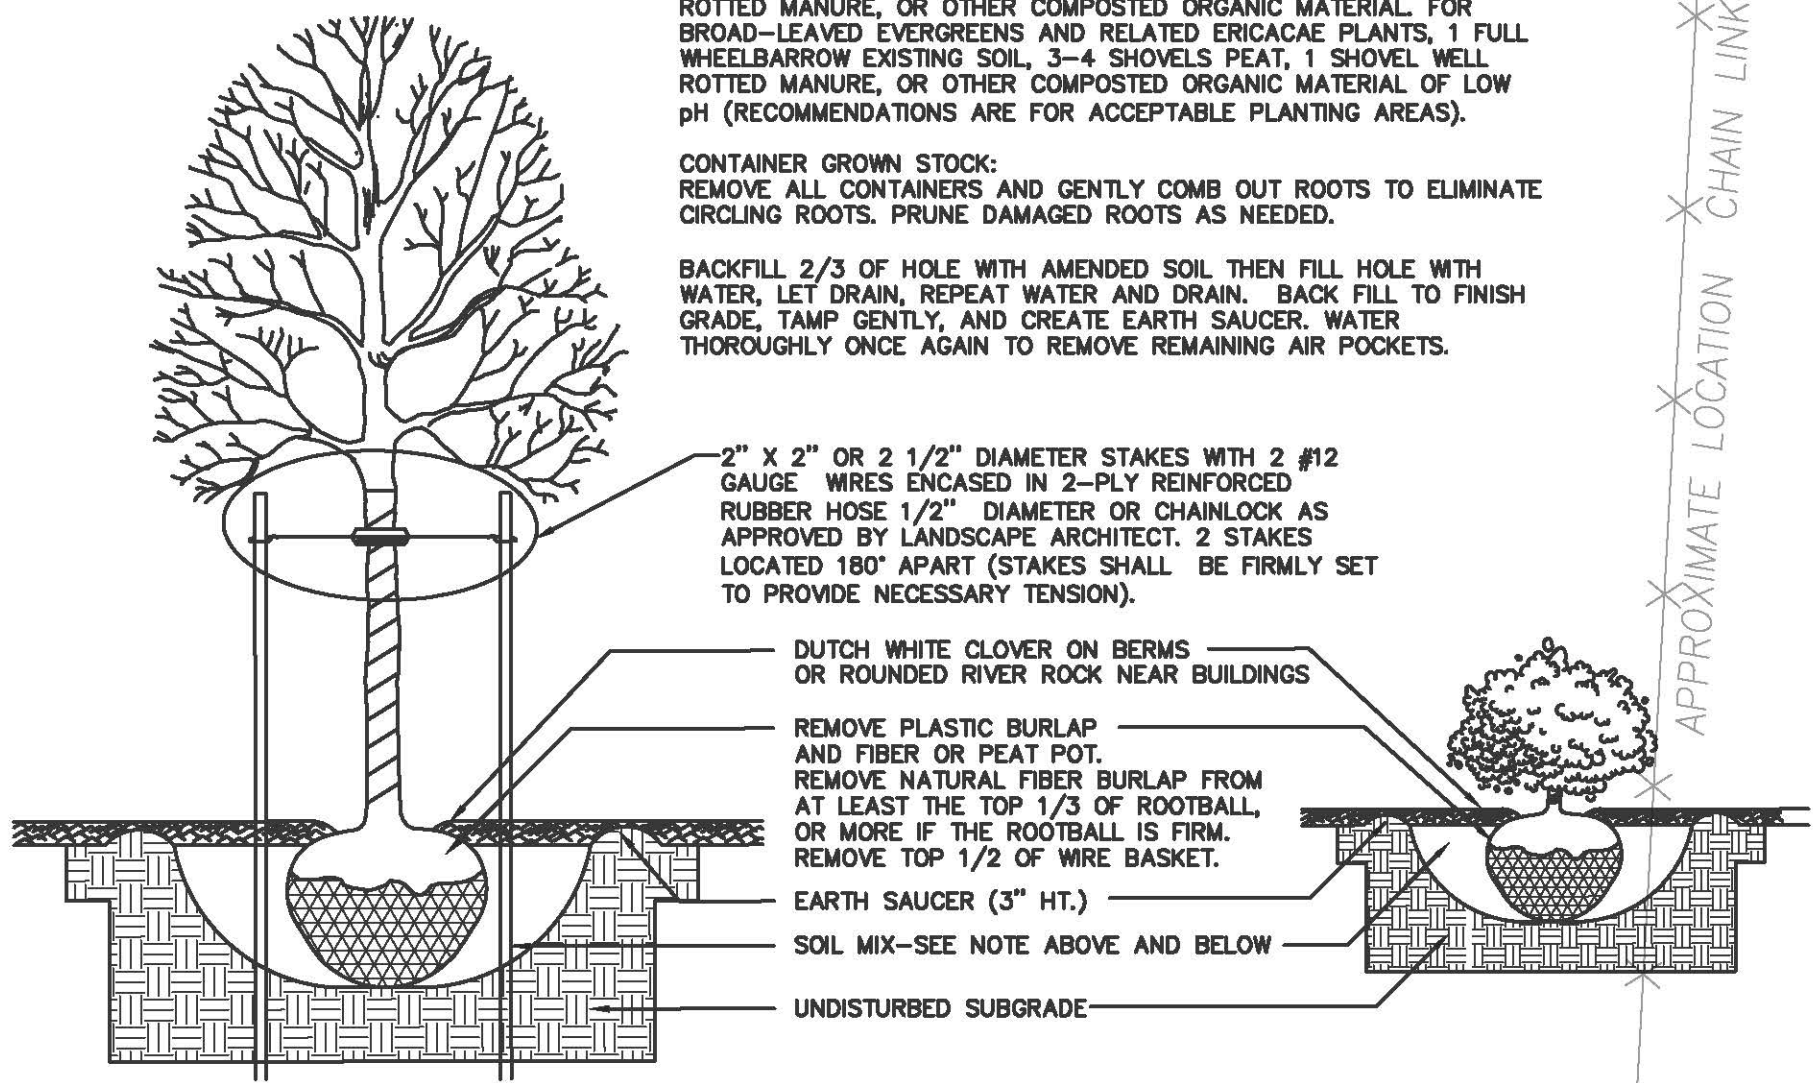 ROTTED MANURE, OR OTHER COMPOSTED ORGANIC MATERIAL. FOR
BROAD-LEAVED EVERGREENS AND RELATED ERICACAE PLANTS, 1 FULL
WHEELBARROW EXISTING SOIL, 3-4 SHOVELS PEAT, 1 SHOVEL WELL
ROTTED MANURE, OR OTHER COMPOSTED ORGANIC MATERIAL OF LOW
pH (RECOMMENDATIONS ARE FOR ACCEPTABLE PLANTING AREAS).
CONTAINER GROWN STOCK:
REMOVE ALL CONTAINERS AND GENTLY COMB OUT ROOTS TO ELIMINATE
CIRCLING ROOTS. PRUNE DAMAGED ROOTS AS NEEDED.
BACKFILL 2/3 OF HOLE WITH AMENDED SOIL THEN FILL HOLE WITH
WATER, LET DRAIN, REPEAT WATER AND DRAIN. BACK FILL TO FINISH
GRADE, TAMP GENTLY, AND CREATE EARTH SAUCER. WATER
THOROUGHLY ONCE AGAIN TO REMOVE REMAINING AIR POCKETS.
2" X 2" OR 2 1/2" DIAMETER STAKES WITH 2 #12
GAUGE WIRES ENCASED IN 2-PLY REINFORCED
RUBBER HOSE 1/2" DIAMETER OR CHAINLOCK AS
APPROVED BY LANDSCAPE ARCHITECT. 2 STAKES
LOCATED 180° APART (STAKES SHALL BE FIRMLY SET
TO PROVIDE NECESSARY TENSION).
DUTCH WHITE CLOVER ON BERMS
OR ROUNDED RIVER ROCK NEAR BUILDINGS
REMOVE PLASTIC BURLAP
AND FIBER OR PEAT POT.
REMOVE NATURAL FIBER BURLAP FROM
AT LEAST THE TOP 1/3 OF ROOTBALL,
OR MORE IF THE ROOTBALL IS FIRM.
REMOVE TOP 1/2 OF WIRE BASKET.
EARTH SAUCER (3" HT.)
SOIL MIX-SEE NOTE ABOVE AND BELOW
UNDISTURBED SUBGRADE
APPROXIMATE LOCATION CHAIN LINK